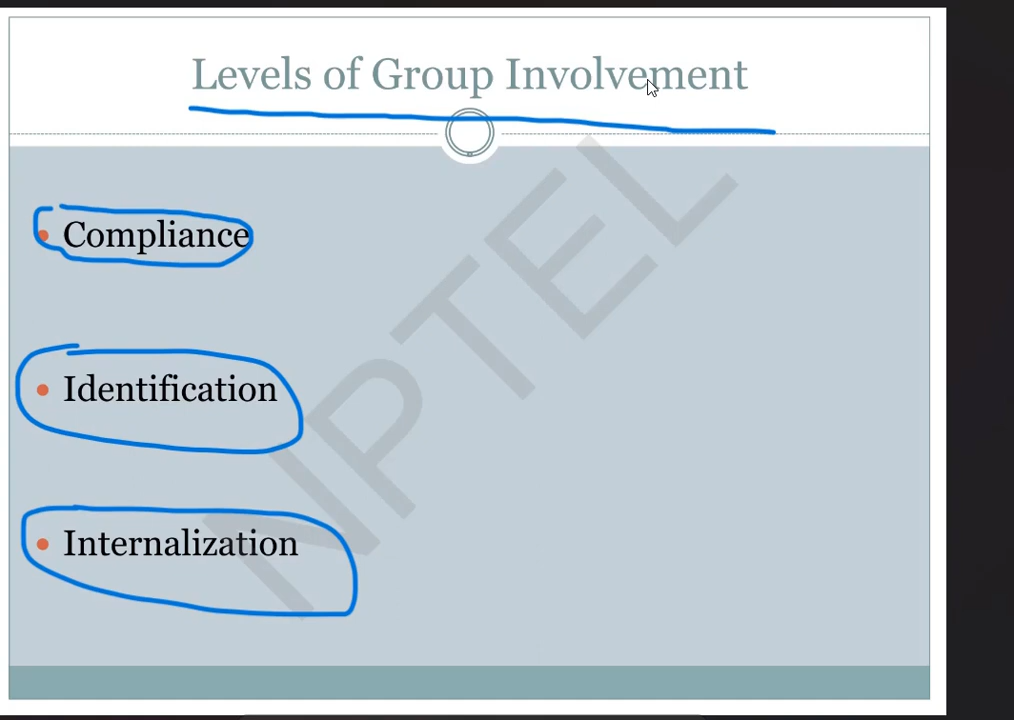 Levels of Group Involvement
• Compliance
• Identification
• Internalization
NPTEL